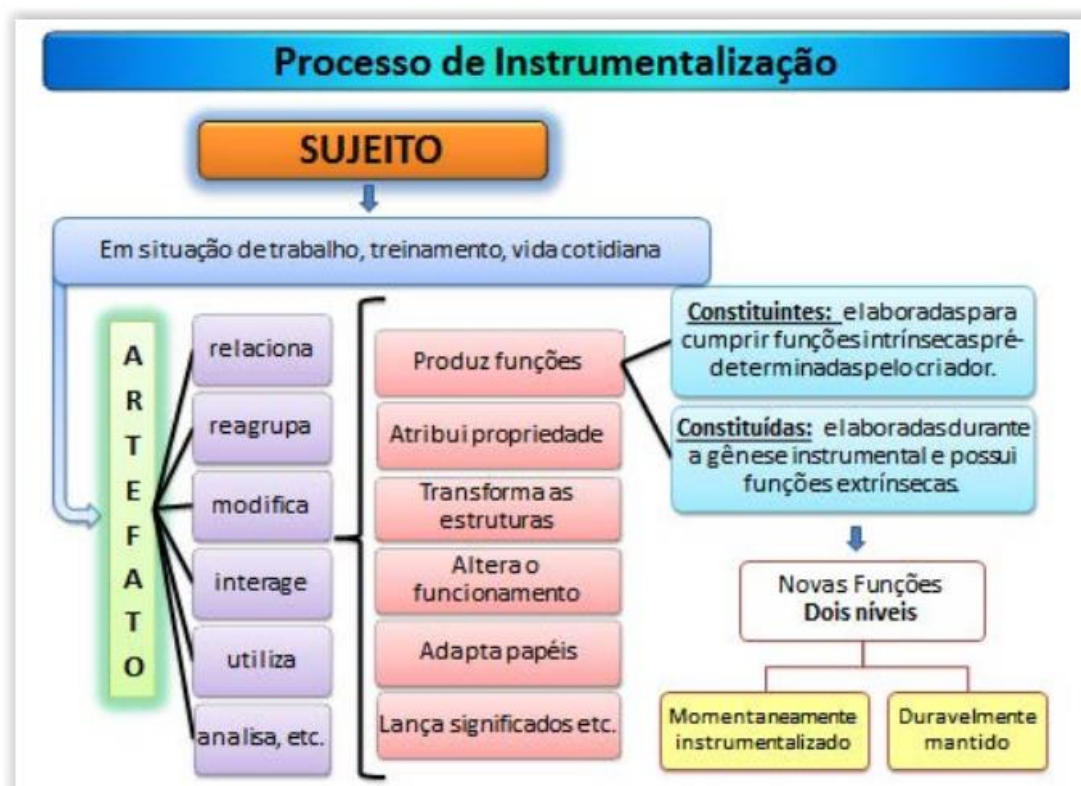 Processo de Instrumentalização
SUJEITO
Em situação de trabalho, treinamento, vida cotidiana
A
R
T
E
F
A
T
O
relaciona
reagrupa
modifica
interage
utiliza
analisa, etc.
Produz funções
Atribui propriedade
Transforma as
estruturas
Altera o
funcionamento
Adapta papéis
Lança significados etc.
Constituintes: elaboradas para
cumprir funções intrínsecas pré-
determinadas pelo criador.
Constituídas: elaboradas durante
a gênese instrumental e possui
funções extrínsecas.
Novas Funções
Dois níveis
Momentaneamente
instrumentalizado
Duravelmente
mantido